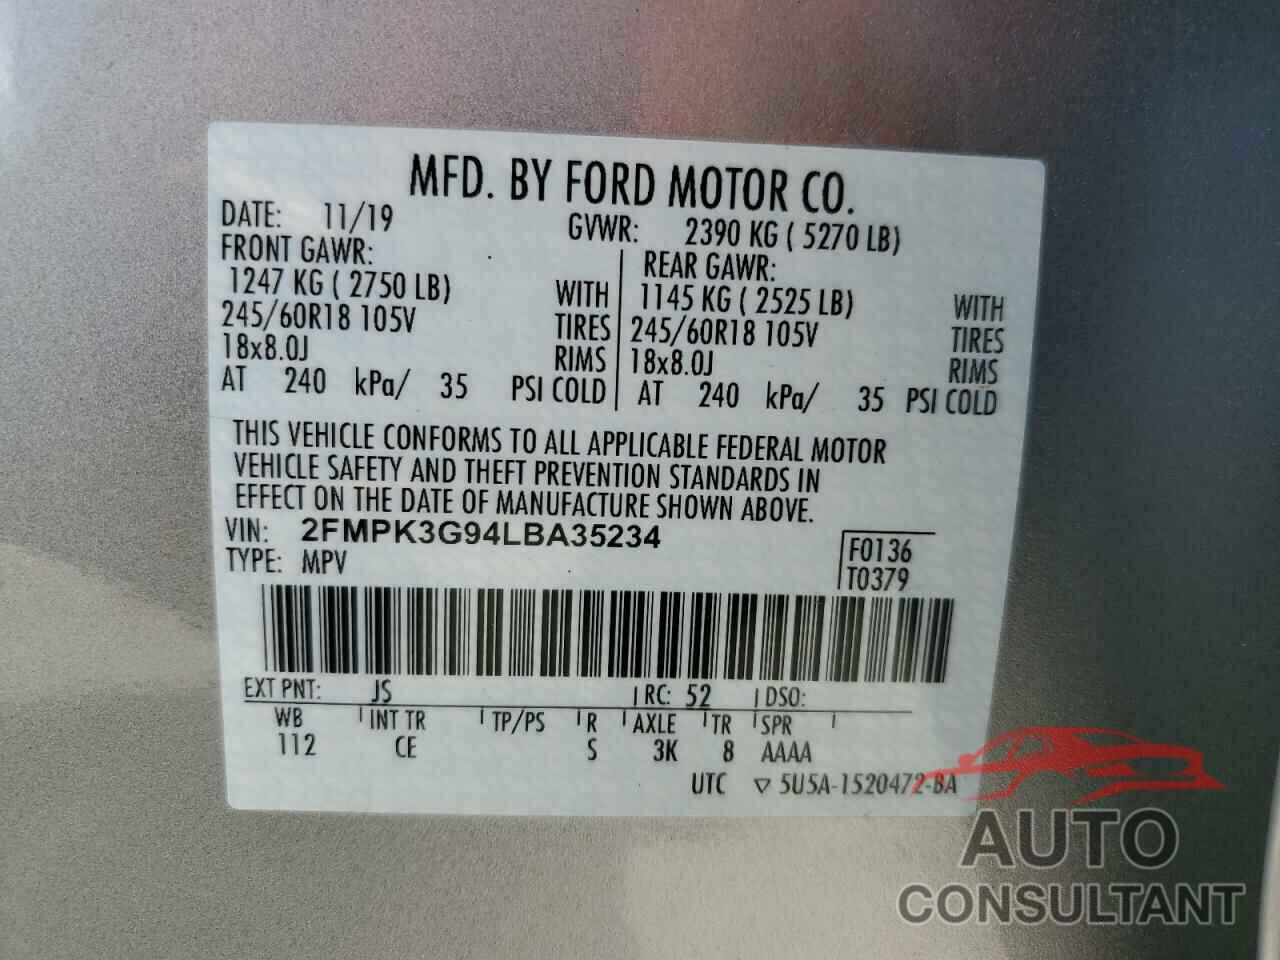 MFD. BY FORD MOTOR CO.
DATE: 11/19 GVWR: 2390 KG ( 5270 LB)
FRONT GAWR: REAR GAWR:
1247 KG ( 2750 LB) WITH 1145 KG ( 2525 LB) WITH
245/60R18 105V TIRES 245/60R18 105V TIRES
18x8.0J RIMS 18x8.0J RIMS
AT 240 kPa/ 35 PSI COLD AT 240 kPa/ 35 PSI COLD
THIS VEHICLE CONFORMS TO ALL APPLICABLE FEDERAL MOTOR
VEHICLE SAFETY AND THEFT PREVENTION STANDARDS IN
EFFECT ON THE DATE OF MANUFACTURE SHOWN ABOVE.
VIN: 2FMPK3G94LBA35234
TYPE: MPV
F0136
T0379
EXT PNT: JS RC: 52 DSO:
WB INT TR TP/PS R AXLE TR SPR
112 CE S 3K 8 AAAA
UTC ▽ 5U5A-1520472-BA
AUTO
CONSULTANT